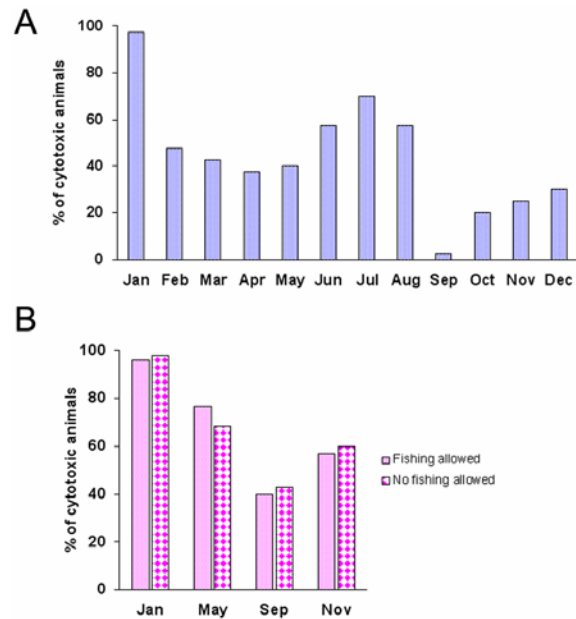 A
% of cytotoxic animals
100
80
60
40
20
0
Jan Feb Mar Apr May Jun Jul Aug Sep Oct Nov Dec
B
% of cytotoxic animals
100
80
60
40
20
0
Jan May Sep Nov
Fishing allowed
No fishing allowed